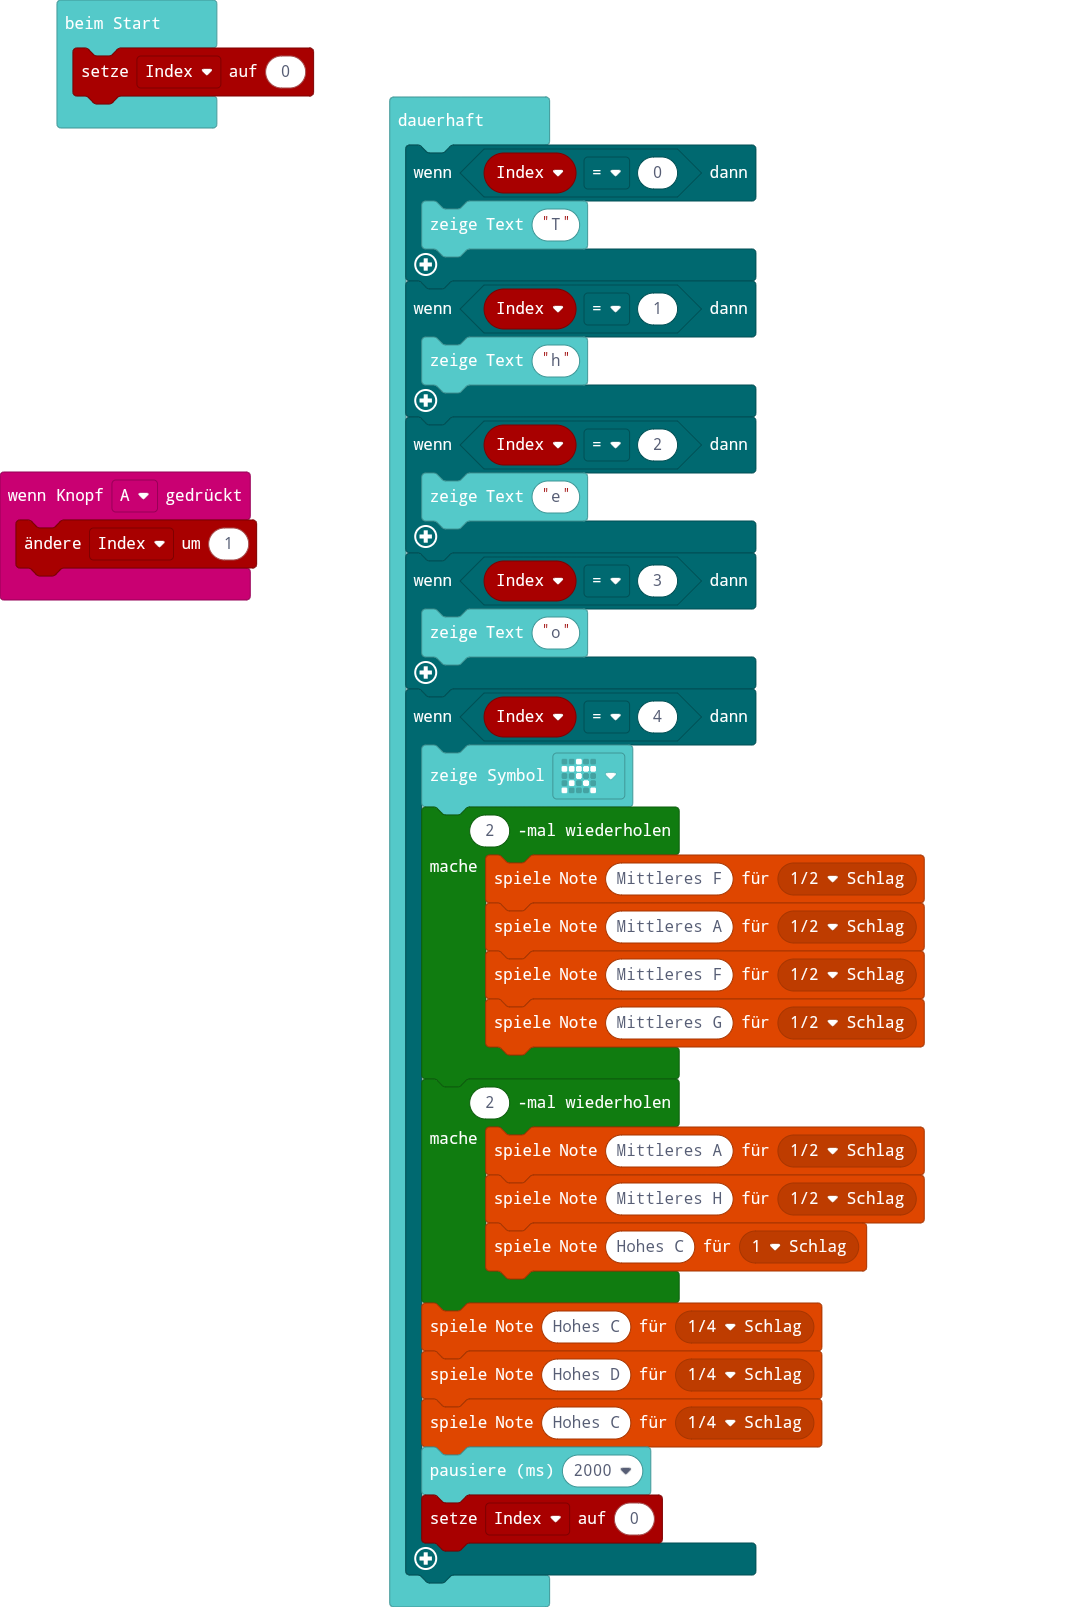 beim Start
setze Index auf 0
dauerhaft
wenn Index = 0 dann
zeige Text "T"
wenn Index = 1 dann
zeige Text "h"
wenn Index = 2 dann
zeige Text "e"
wenn Knopf A gedrückt
ändere Index um 1
wenn Index = 3 dann
zeige Text "o"
wenn Index = 4 dann
zeige Symbol
2 -mal wiederholen
mache
spiele Note Mittleres F für 1/2 Schlag
spiele Note Mittleres A für 1/2 Schlag
spiele Note Mittleres F für 1/2 Schlag
spiele Note Mittleres G für 1/2 Schlag
2 -mal wiederholen
mache
spiele Note Mittleres A für 1/2 Schlag
spiele Note Mittleres H für 1/2 Schlag
spiele Note Hohes C für 1 Schlag
spiele Note Hohes C für 1/4 Schlag
spiele Note Hohes D für 1/4 Schlag
spiele Note Hohes C für 1/4 Schlag
pausiere (ms) 2000
setze Index auf 0